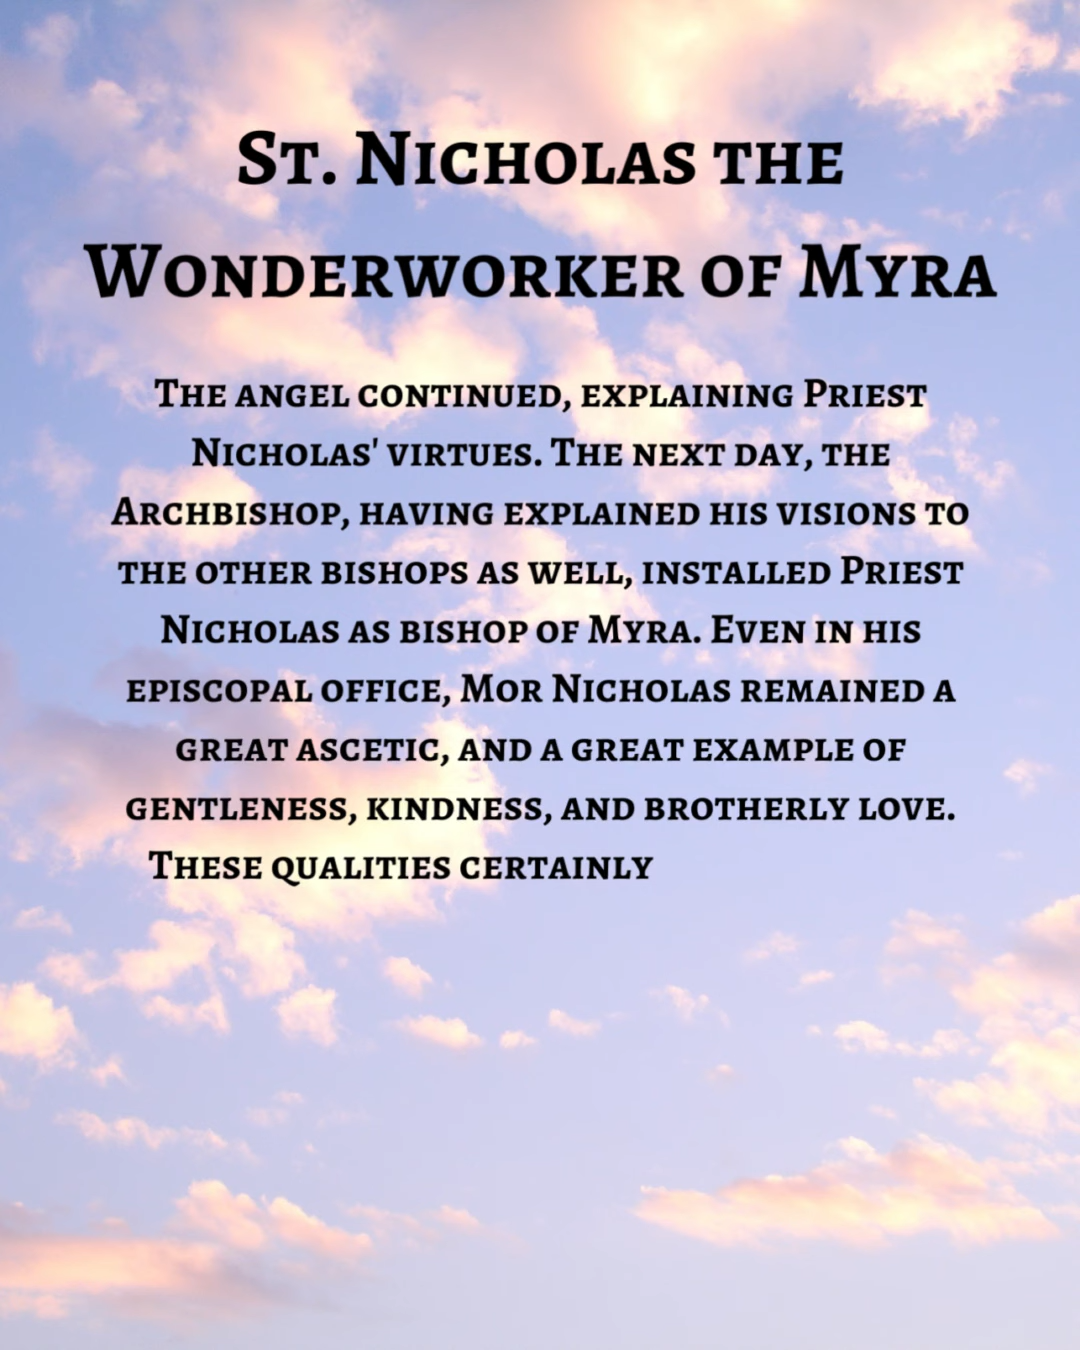 St. Nicholas the
Wonderworker of Myra
The angel continued, explaining Priest
Nicholas' virtues. The next day, the
Archbishop, having explained his visions to
the other bishops as well, installed Priest
Nicholas as bishop of Myra. Even in his
episcopal office, Mor Nicholas remained a
great ascetic, and a great example of
gentleness, kindness, and brotherly love.
These qualities certainly